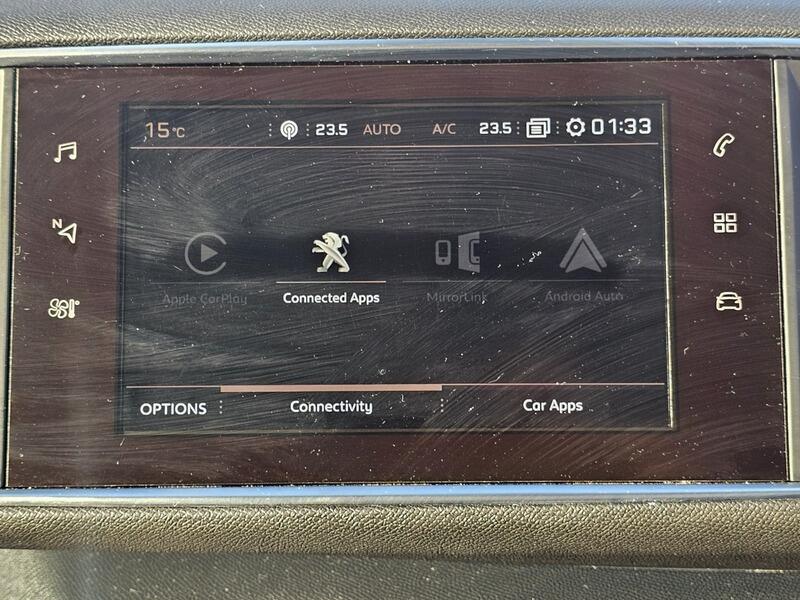 15°C 23.5 AUTO A/C 23.5 01:33
N
Apple CarPlay Connected Apps MirrorLink Android Auto
OPTIONS Connectivity Car Apps